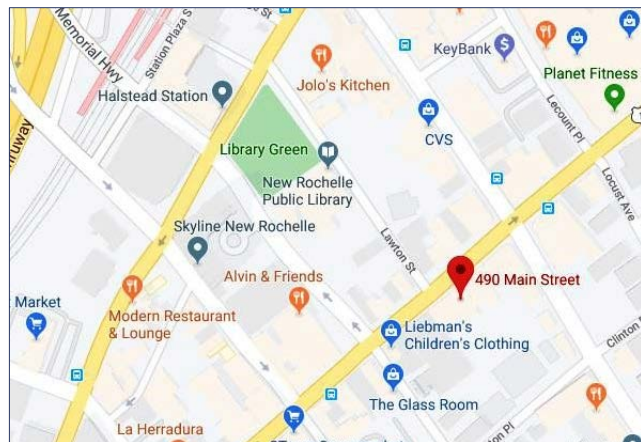 Memorial Hwy
Station Plaza S
KeyBank
Planet Fitness
Jolo's Kitchen
Halstead Station
CVS
Lecount Pl
Library Green
New Rochelle
Public Library
Locust Ave
Skyline New Rochelle
Lawton St
Alvin & Friends
490 Main Street
Market
Modern Restaurant
& Lounge
Liebman's
Children's Clothing
The Glass Room
La Herradura